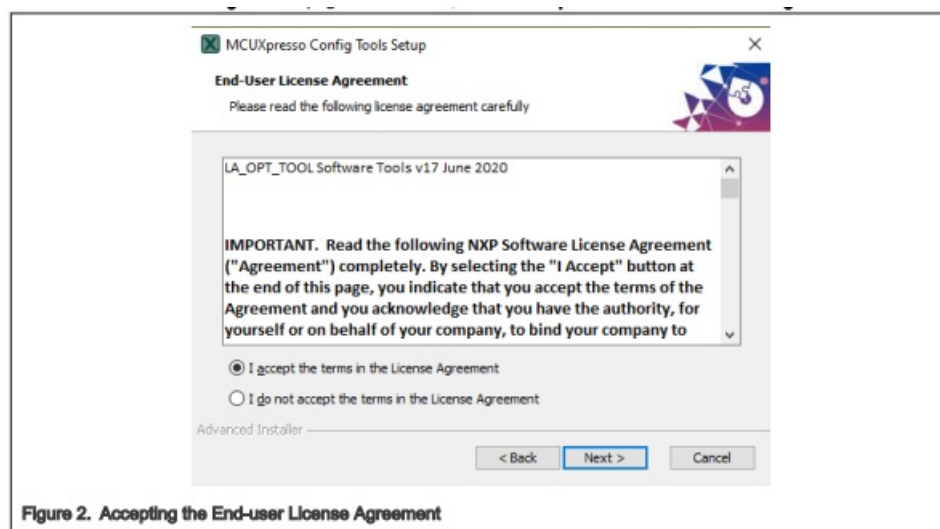 MCUXpresso Config Tools Setup
End-User License Agreement
Please read the following license agreement carefully
LA_OPT_TOOL Software Tools v17 June 2020
IMPORTANT. Read the following NXP Software License Agreement
("Agreement") completely. By selecting the "I Accept" button at
the end of this page, you indicate that you accept the terms of the
Agreement and you acknowledge that you have the authority, for
yourself or on behalf of your company, to bind your company to
I accept the terms in the License Agreement
I do not accept the terms in the License Agreement
Advanced Installer
< Back Next > Cancel
Figure 2. Accepting the End-user License Agreement